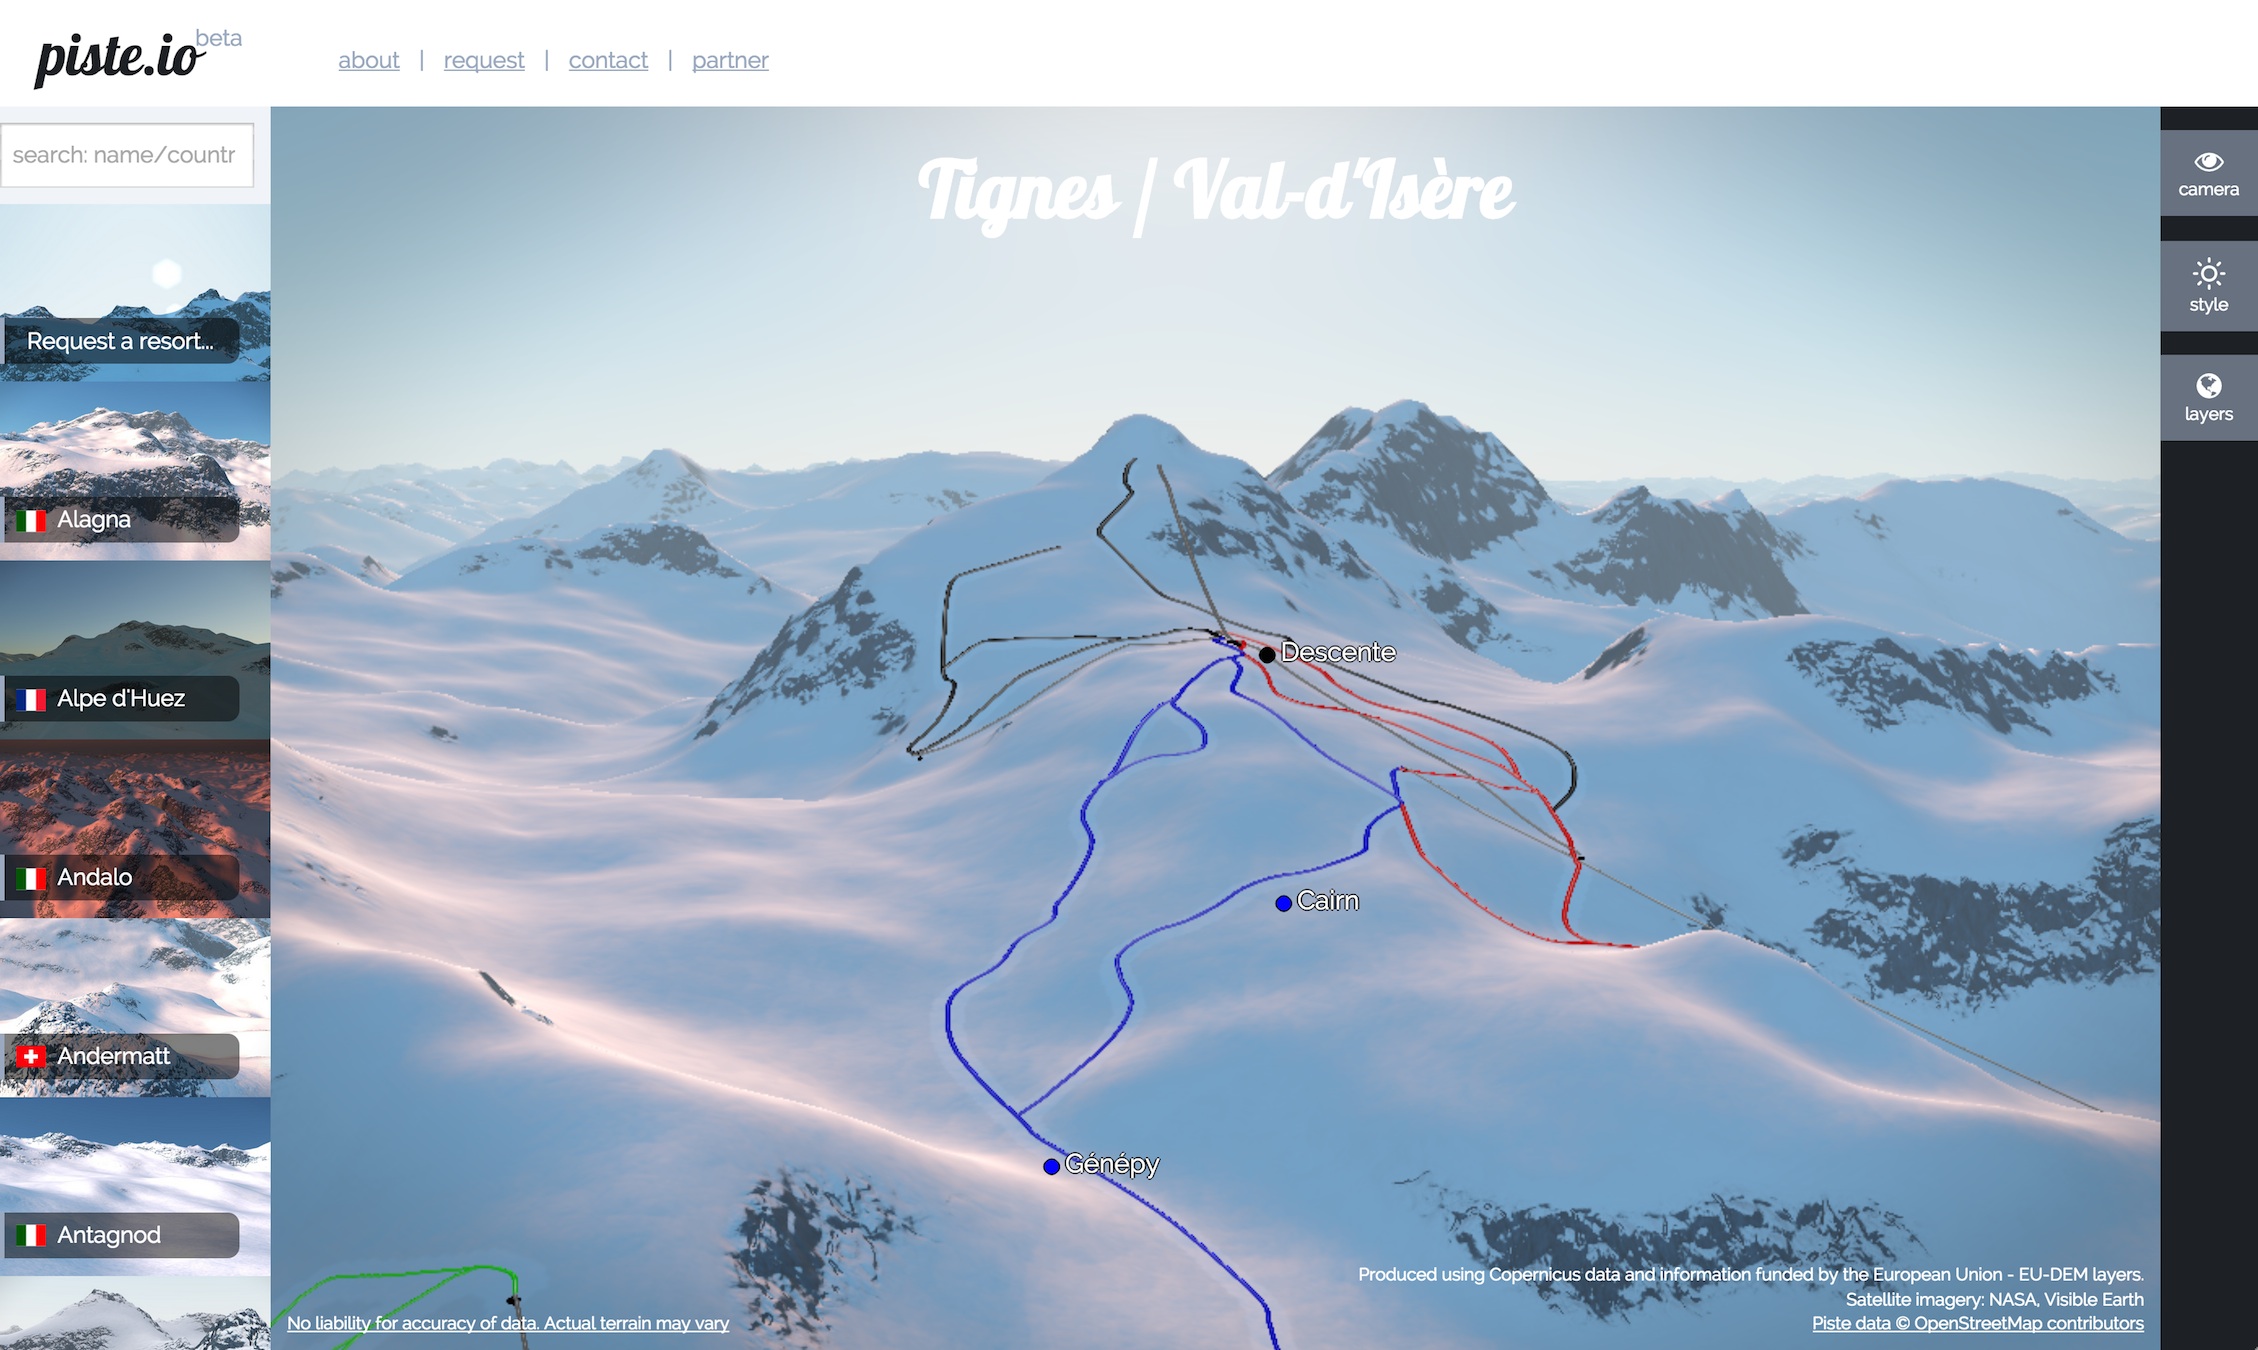 piste.io beta
about | request | contact | partner
search: name/countr
Request a resort...
Alagna
Alpe d'Huez
Andalo
Andermatt
Antagnod
Tignes / Val-d'Isère
Descente
Cairn
Génépy
No liability for accuracy of data. Actual terrain may vary
Produced using Copernicus data and information funded by the European Union - EU-DEM layers.
Satellite imagery: NASA, Visible Earth
Piste data © OpenStreetMap contributors
camera
style
layers